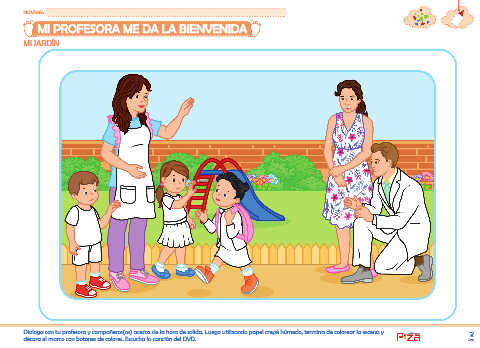 NOMBRE:
MI PROFESORA ME DA LA BIENVENIDA
MI JARDÍN
Dialoga con tu profesora y compañeros(as) acerca de la hora de salida. Luego utilizando papel crepé húmedo, termina de colorear la escena y
decora el marco con botones de colores. Escucha la canción del DVD.